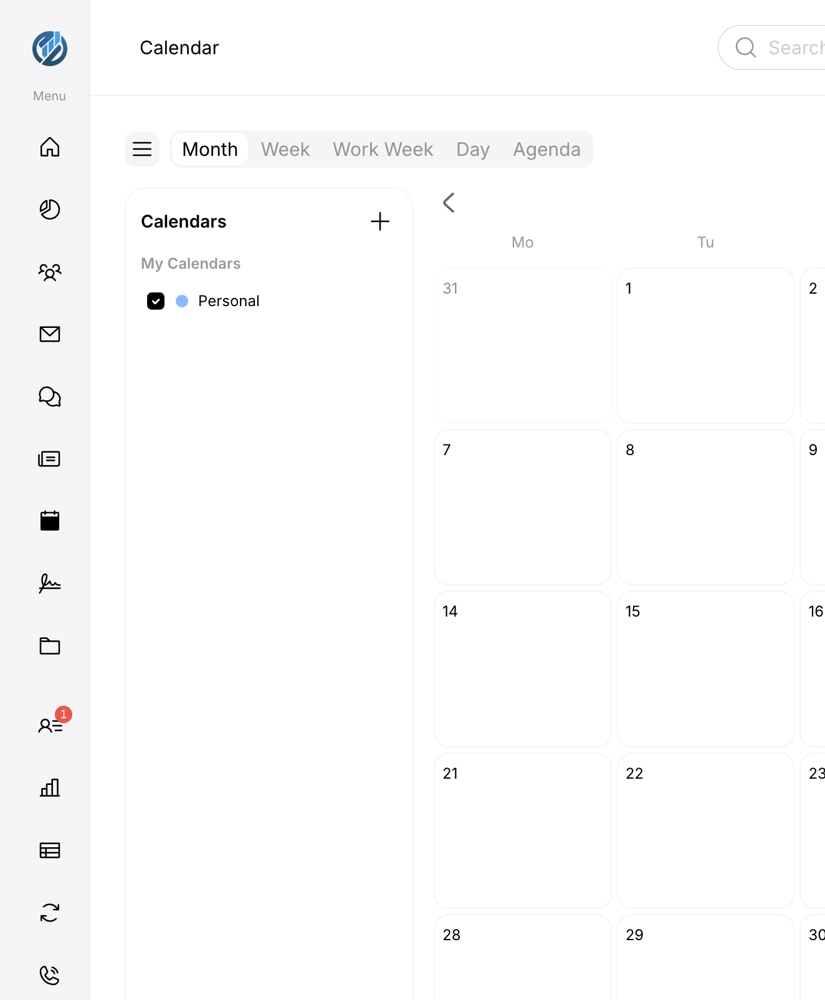 Calendar
Search
Menu
Month Week Work Week Day Agenda
Calendars
My Calendars
Personal
Mo Tu
31 1 2
7 8 9
14 15 16
1
21 22 23
28 29 30